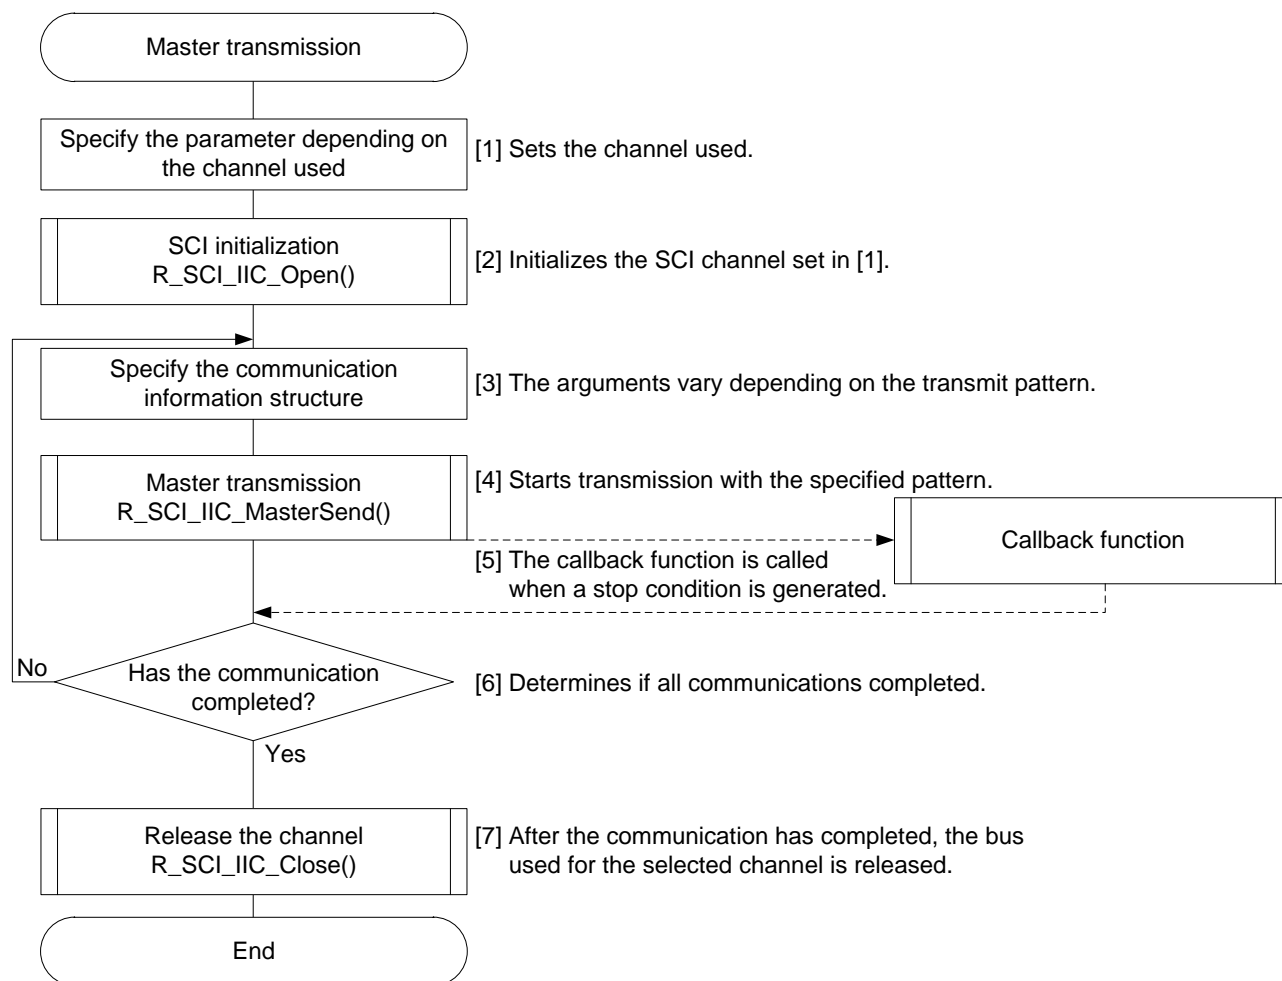 Master transmission
Specify the parameter depending on
the channel used
[1] Sets the channel used.
SCI initialization
R_SCI_IIC_Open()
[2] Initializes the SCI channel set in [1].
Specify the communication
information structure
[3] The arguments vary depending on the transmit pattern.
Master transmission
R_SCI_IIC_MasterSend()
[4] Starts transmission with the specified pattern.
Callback function
[5] The callback function is called
when a stop condition is generated.
No
Has the communication
completed?
[6] Determines if all communications completed.
Yes
Release the channel
R_SCI_IIC_Close()
[7] After the communication has completed, the bus
used for the selected channel is released.
End